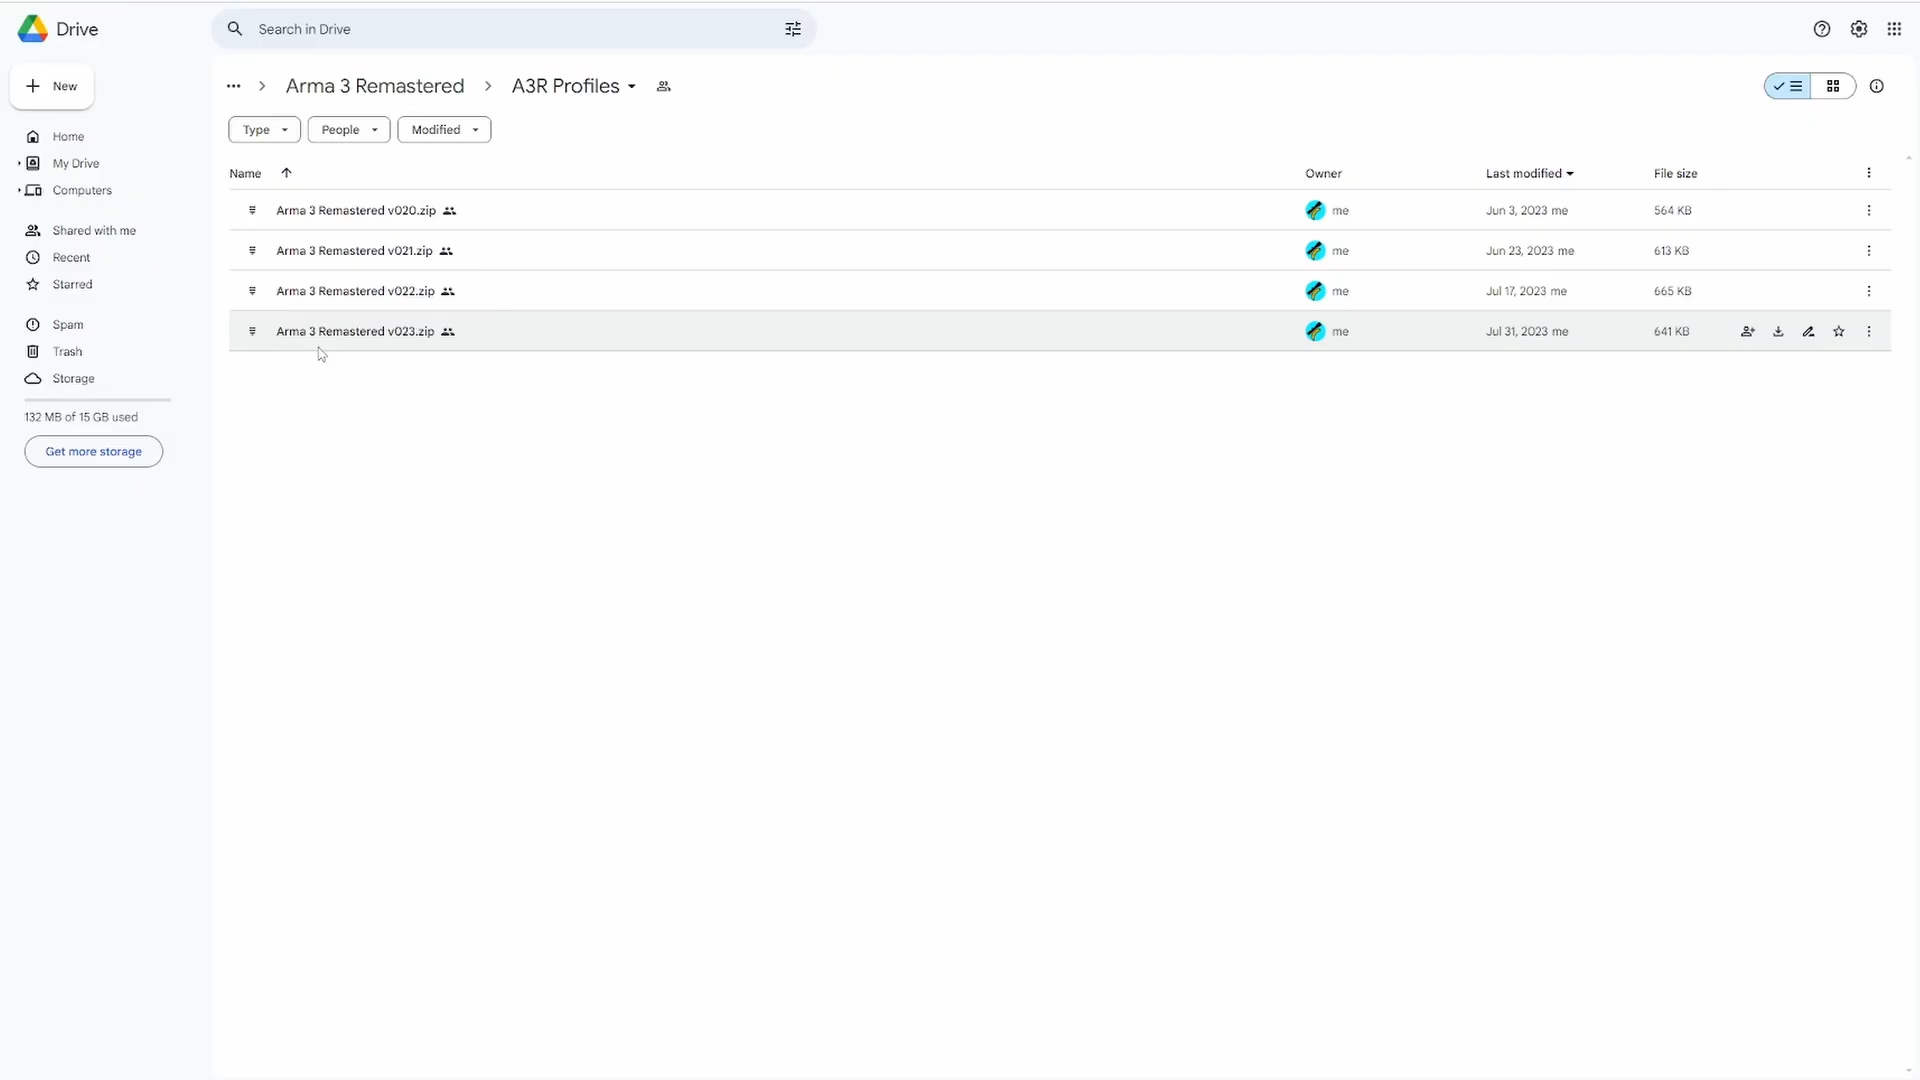 Drive
Search in Drive
New
Arma 3 Remastered
A3R Profiles
Type
People
Modified
Home
My Drive
Computers
Shared with me
Recent
Starred
Spam
Trash
Storage
132 MB of 15 GB used
Get more storage
Name Owner Last modified File size
Arma 3 Remastered v020.zip me Jun 3, 2023 me 564 KB
Arma 3 Remastered v021.zip me Jun 23, 2023 me 613 KB
Arma 3 Remastered v022.zip me Jul 17, 2023 me 665 KB
Arma 3 Remastered v023.zip me Jul 31, 2023 me 641 KB